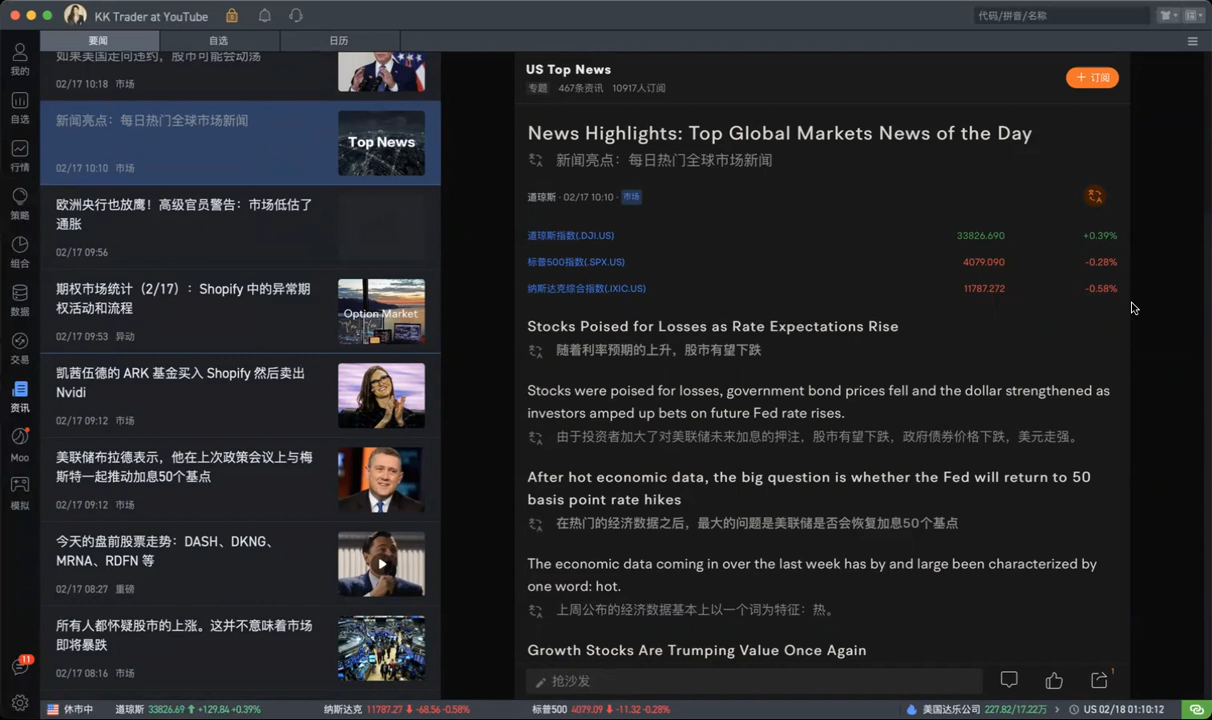 KK Trader at YouTube
代码/拼音/名称
要闻
自选
日历
我的
自选
行情
策略
组合
数据
交易
资讯
Moo
模拟
11
如果美国走向违约，股市可能会动荡
02/17 10:18 市场
新闻亮点：每日热门全球市场新闻
02/17 10:10 市场
Top News
欧洲央行也放鹰！高级官员警告：市场低估了
通胀
02/17 09:56
期权市场统计（2/17）：Shopify 中的异常期
权活动和流程
02/17 09:53 异动
Option Market
凯茜伍德的 ARK 基金买入 Shopify 然后卖出
Nvidi
02/17 09:12 市场
美联储布拉德表示，他在上次政策会议上与梅
斯特一起推动加息50个基点
02/17 09:12 市场
今天的盘前股票走势：DASH、DKNG、
MRNA、RDFN 等
02/17 08:27 重磅
所有人都怀疑股市的上涨。这并不意味着市场
即将暴跌
02/17 08:16 市场
US Top News
专题 467条资讯 10917人订阅
+ 订阅
News Highlights: Top Global Markets News of the Day
新闻亮点：每日热门全球市场新闻
道琼斯 · 02/17 10:10 · 市场
道琼斯指数(.DJI.US) 33826.690 +0.39%
标普500指数(.SPX.US) 4079.090 -0.28%
纳斯达克综合指数(.IXIC.US) 11787.272 -0.58%
Stocks Poised for Losses as Rate Expectations Rise
随着利率预期的上升，股市有望下跌
Stocks were poised for losses, government bond prices fell and the dollar strengthened as
investors amped up bets on future Fed rate rises.
由于投资者加大了对美联储未来加息的押注，股市有望下跌，政府债券价格下跌，美元走强。
After hot economic data, the big question is whether the Fed will return to 50
basis point rate hikes
在热门的经济数据之后，最大的问题是美联储是否会恢复加息50个基点
The economic data coming in over the last week has by and large been characterized by
one word: hot.
上周公布的经济数据基本上以一个词为特征：热。
Growth Stocks Are Trumping Value Once Again
抢沙发
1
休市中 道琼斯 33826.69 +129.84 +0.39% 纳斯达克 11787.27 -68.56 -0.58% 标普500 4079.09 -11.32 -0.28% 美国达乐公司 227.82/17.22万 US 02/18 01:10:12